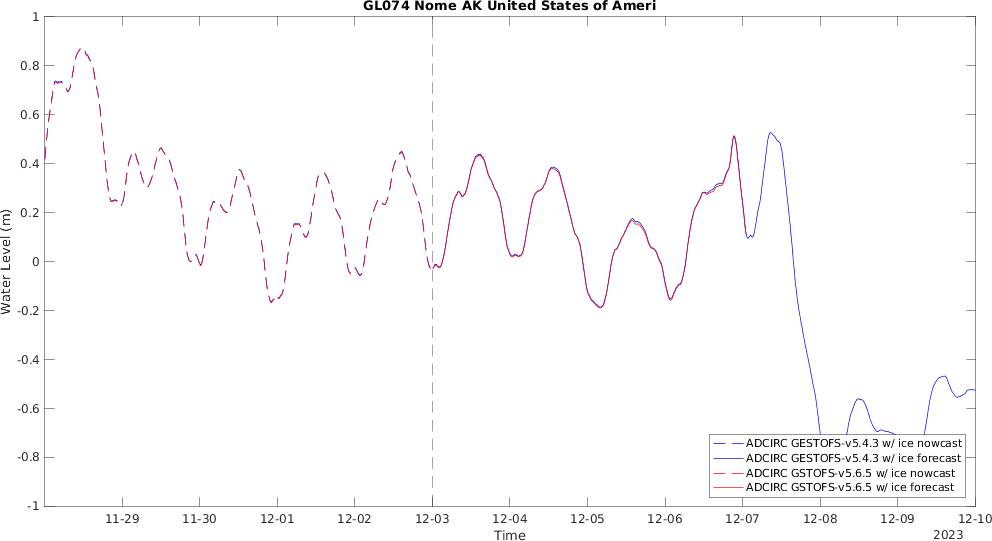 GL074 Nome AK United States of Ameri
1
0.8
0.6
0.4
0.2
0
-0.2
-0.4
-0.6
-0.8
-1
Water Level (m)
ADCIRC GESTOFS-v5.4.3 w/ ice nowcast
ADCIRC GESTOFS-v5.4.3 w/ ice forecast
ADCIRC GSTOFS-v5.6.5 w/ ice nowcast
ADCIRC GSTOFS-v5.6.5 w/ ice forecast
11-29 11-30 12-01 12-02 12-03 12-04 12-05 12-06 12-07 12-08 12-09 12-10
Time
2023